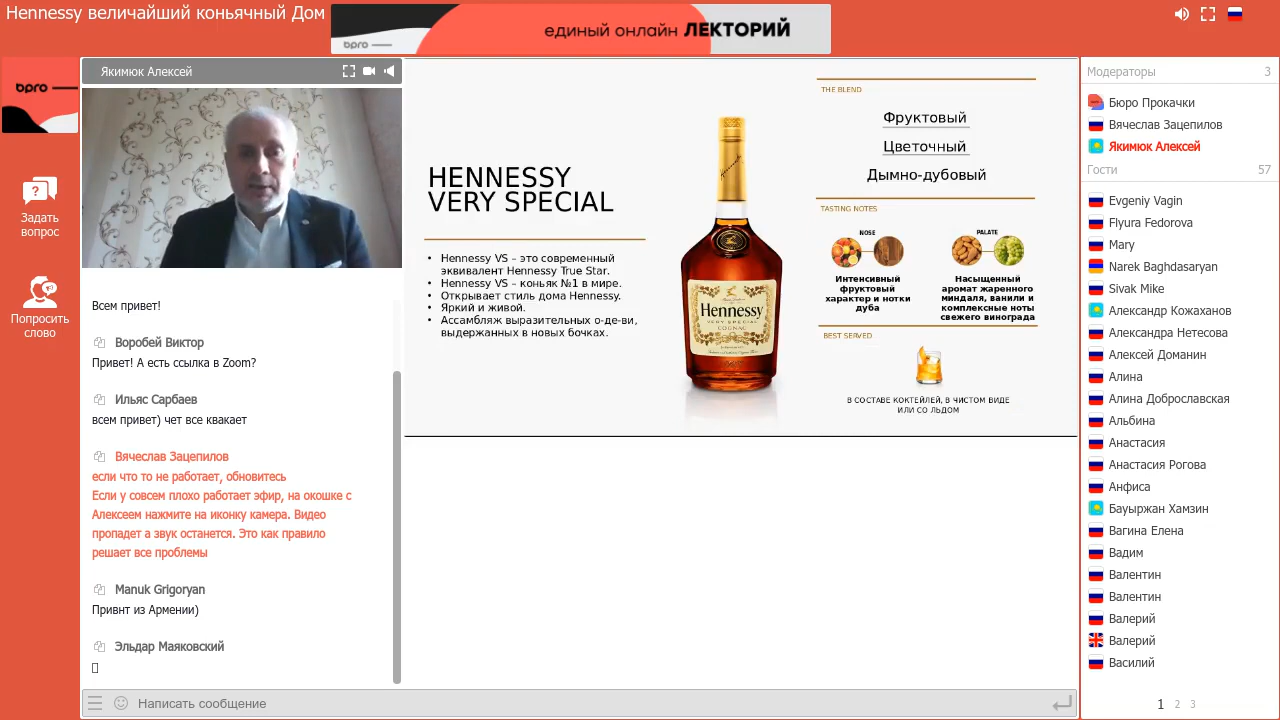 Hennessy величайший коньячный Дом
bpro
единый онлайн ЛЕКТОРИЙ
bpro
Задать
вопрос
Попросить
слово
Якимюк Алексей
Всем привет!
Воробей Виктор
Привет! А есть ссылка в Zoom?
Ильяс Сарбаев
всем привет) чет все квакает
Вячеслав Зацепилов
если что то не работает, обновитесь
Если у совсем плохо работает эфир, на окошке с
Алексеем нажмите на иконку камера. Видео
пропадет а звук останется. Это как правило
решает все проблемы
Manuk Grigoryan
Привнт из Армении)
Эльдар Маяковский
Написать сообщение
HENNESSY
VERY SPECIAL
• Hennessy VS – это современный
эквивалент Hennessy True Star.
• Hennessy VS – коньяк №1 в мире.
• Открывает стиль дома Hennessy.
• Яркий и живой.
• Ассамбляж выразительных о-де-ви,
выдержанных в новых бочках.
Hennessy
VERY SPECIAL
COGNAC
THE BLEND
Фруктовый
Цветочный
Дымно-дубовый
TASTING NOTES
NOSE
Интенсивный
фруктовый
характер и нотки
дуба
PALATE
Насыщенный
аромат жаренного
миндаля, ванили и
комплексные ноты
свежего винограда
BEST SERVED
В СОСТАВЕ КОКТЕЙЛЕЙ, В ЧИСТОМ ВИДЕ
ИЛИ СО ЛЬДОМ
Модераторы 3
Бюро Прокачки
Вячеслав Зацепилов
Якимюк Алексей
Гости 57
Evgeniy Vagin
Flyura Fedorova
Mary
Narek Baghdasaryan
Sivak Mike
Александр Кожаханов
Александра Нетесова
Алексей Доманин
Алина
Алина Доброславская
Альбина
Анастасия
Анастасия Рогова
Анфиса
Бауыржан Хамзин
Вагина Елена
Вадим
Валентин
Валентин
Валерий
Валерий
Василий
1 2 3